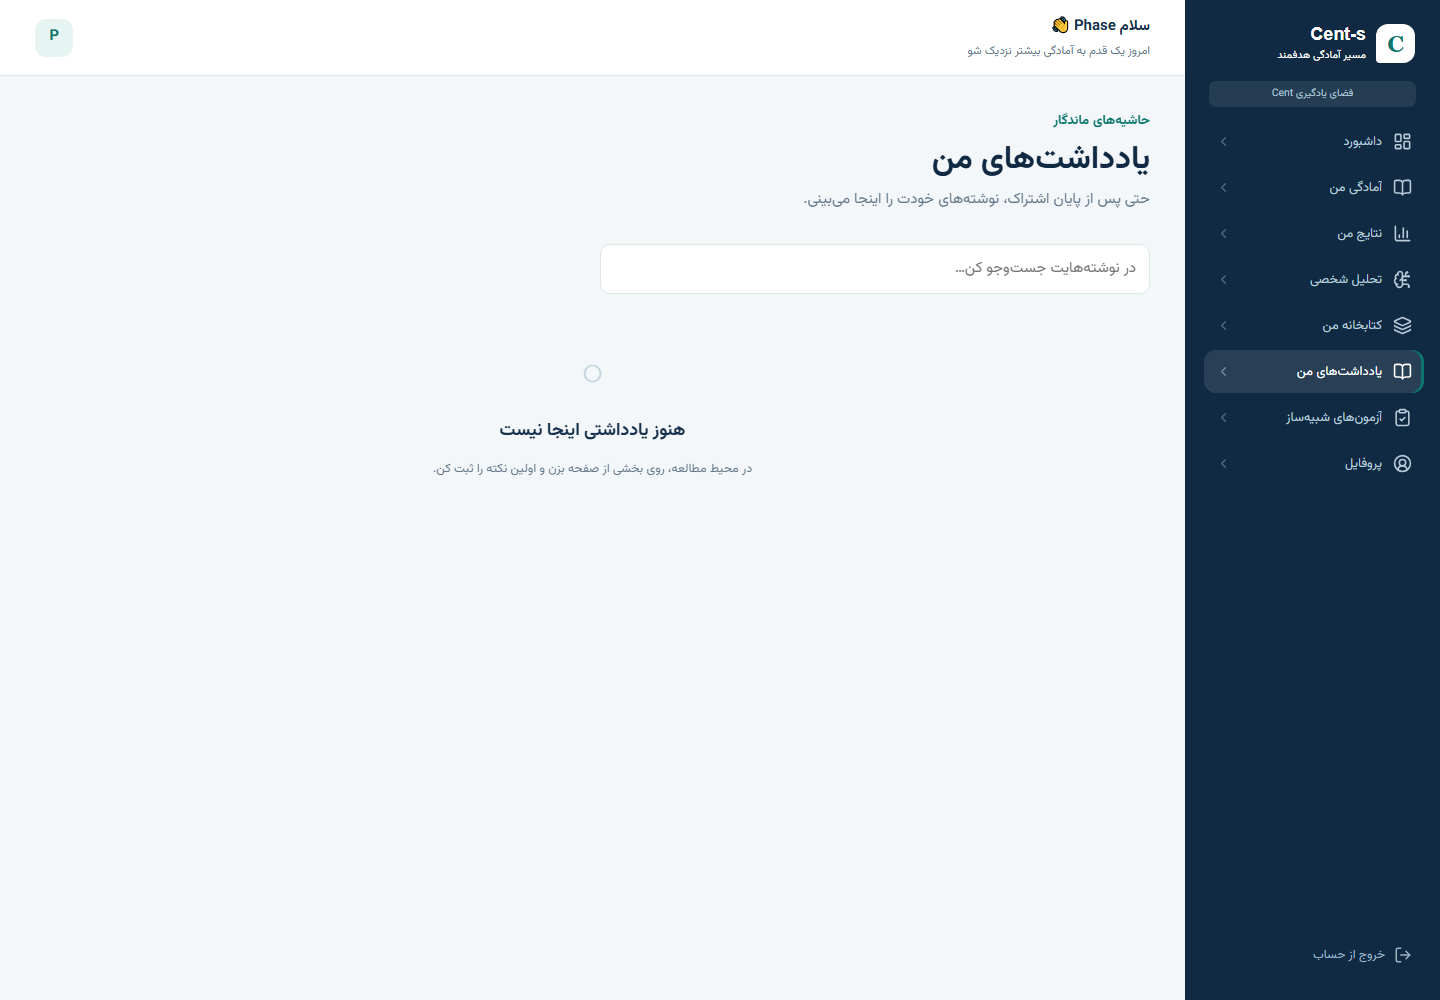 Cent-s
مسیر آمادگی هدفمند
C
فضای یادگیری Cent
داشبورد
آمادگی من
نتایج من
تحلیل شخصی
کتابخانه من
یادداشت‌های من
آزمون‌های شبیه‌ساز
پروفایل
خروج از حساب
سلام Phase 👋
امروز یک قدم به آمادگی بیشتر نزدیک شو
P
حاشیه‌های ماندگار
یادداشت‌های من
حتی پس از پایان اشتراک، نوشته‌های خودت را اینجا می‌بینی.
در نوشته‌هایت جست‌وجو کن...
هنوز یادداشتی اینجا نیست
در محیط مطالعه، روی بخشی از صفحه بزن و اولین نکته را ثبت کن.